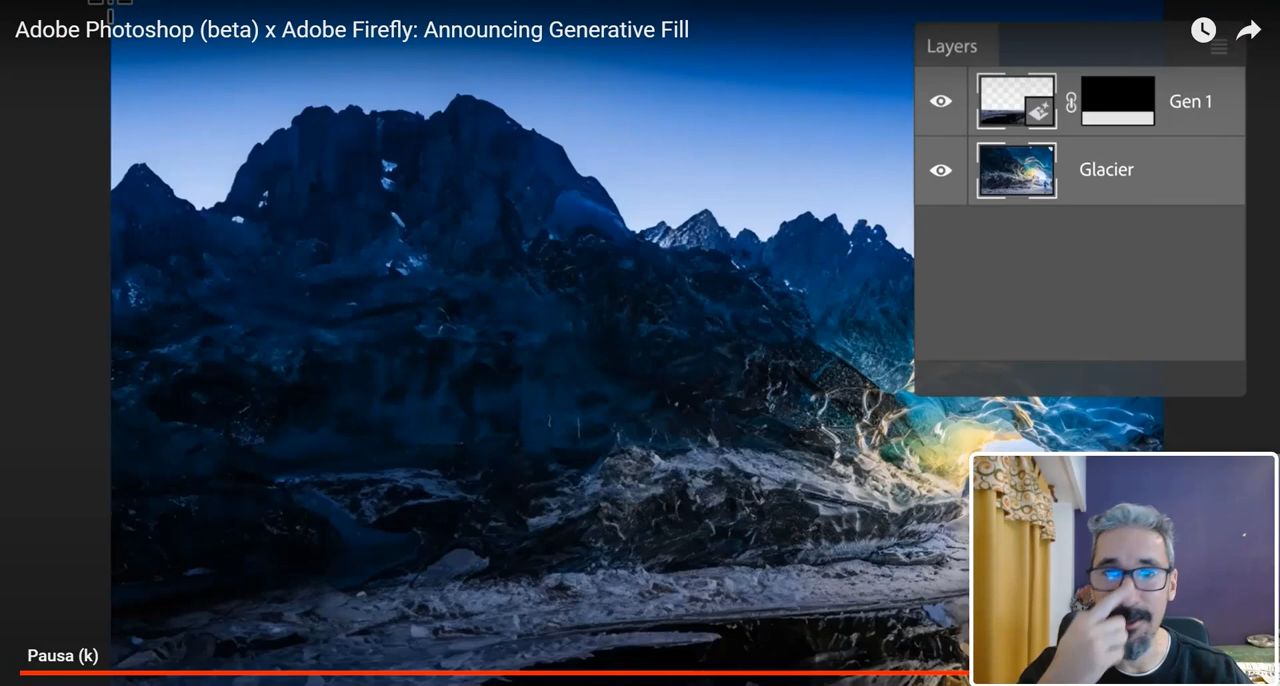 Adobe Photoshop (beta) x Adobe Firefly: Announcing Generative Fill
Layers
Gen 1
Glacier
Pausa (k)